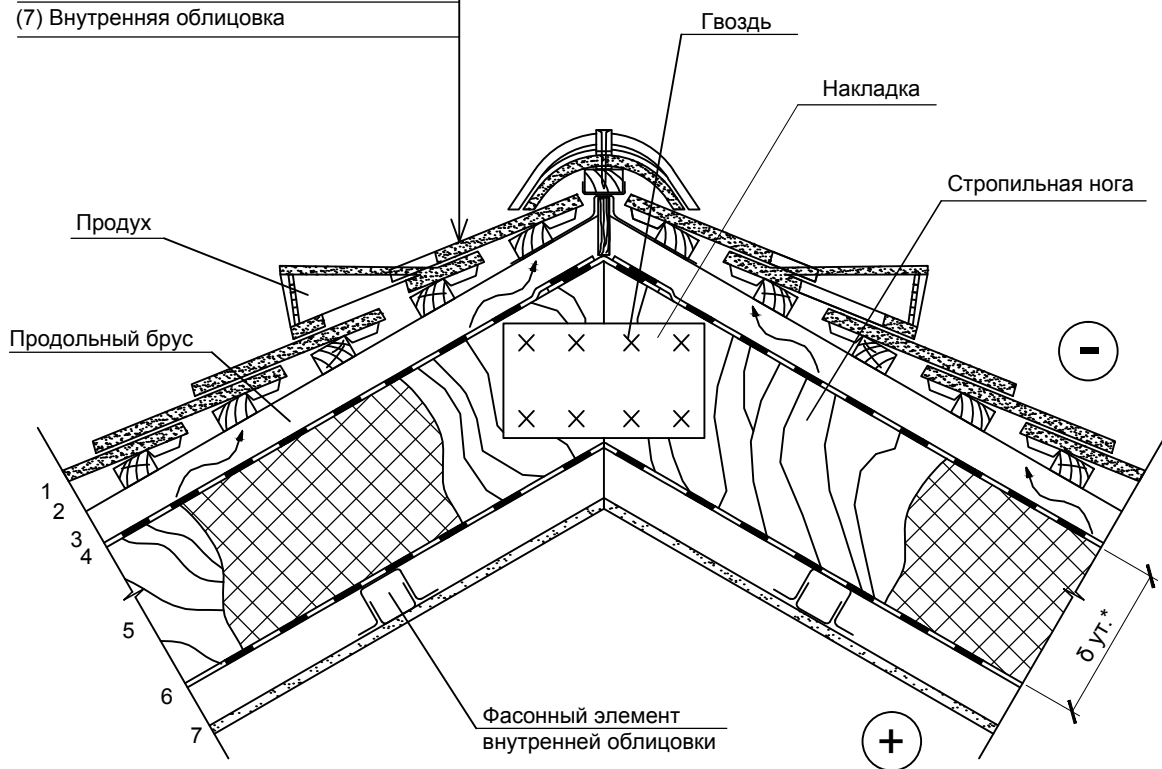 (7) Внутренняя облицовка
Гвоздь
Накладка
Стропильная нога
Продух
Продольный брус
-
1
2
3
4
5
6
7
δ ут.*
Фасонный элемент
внутренней облицовки
+